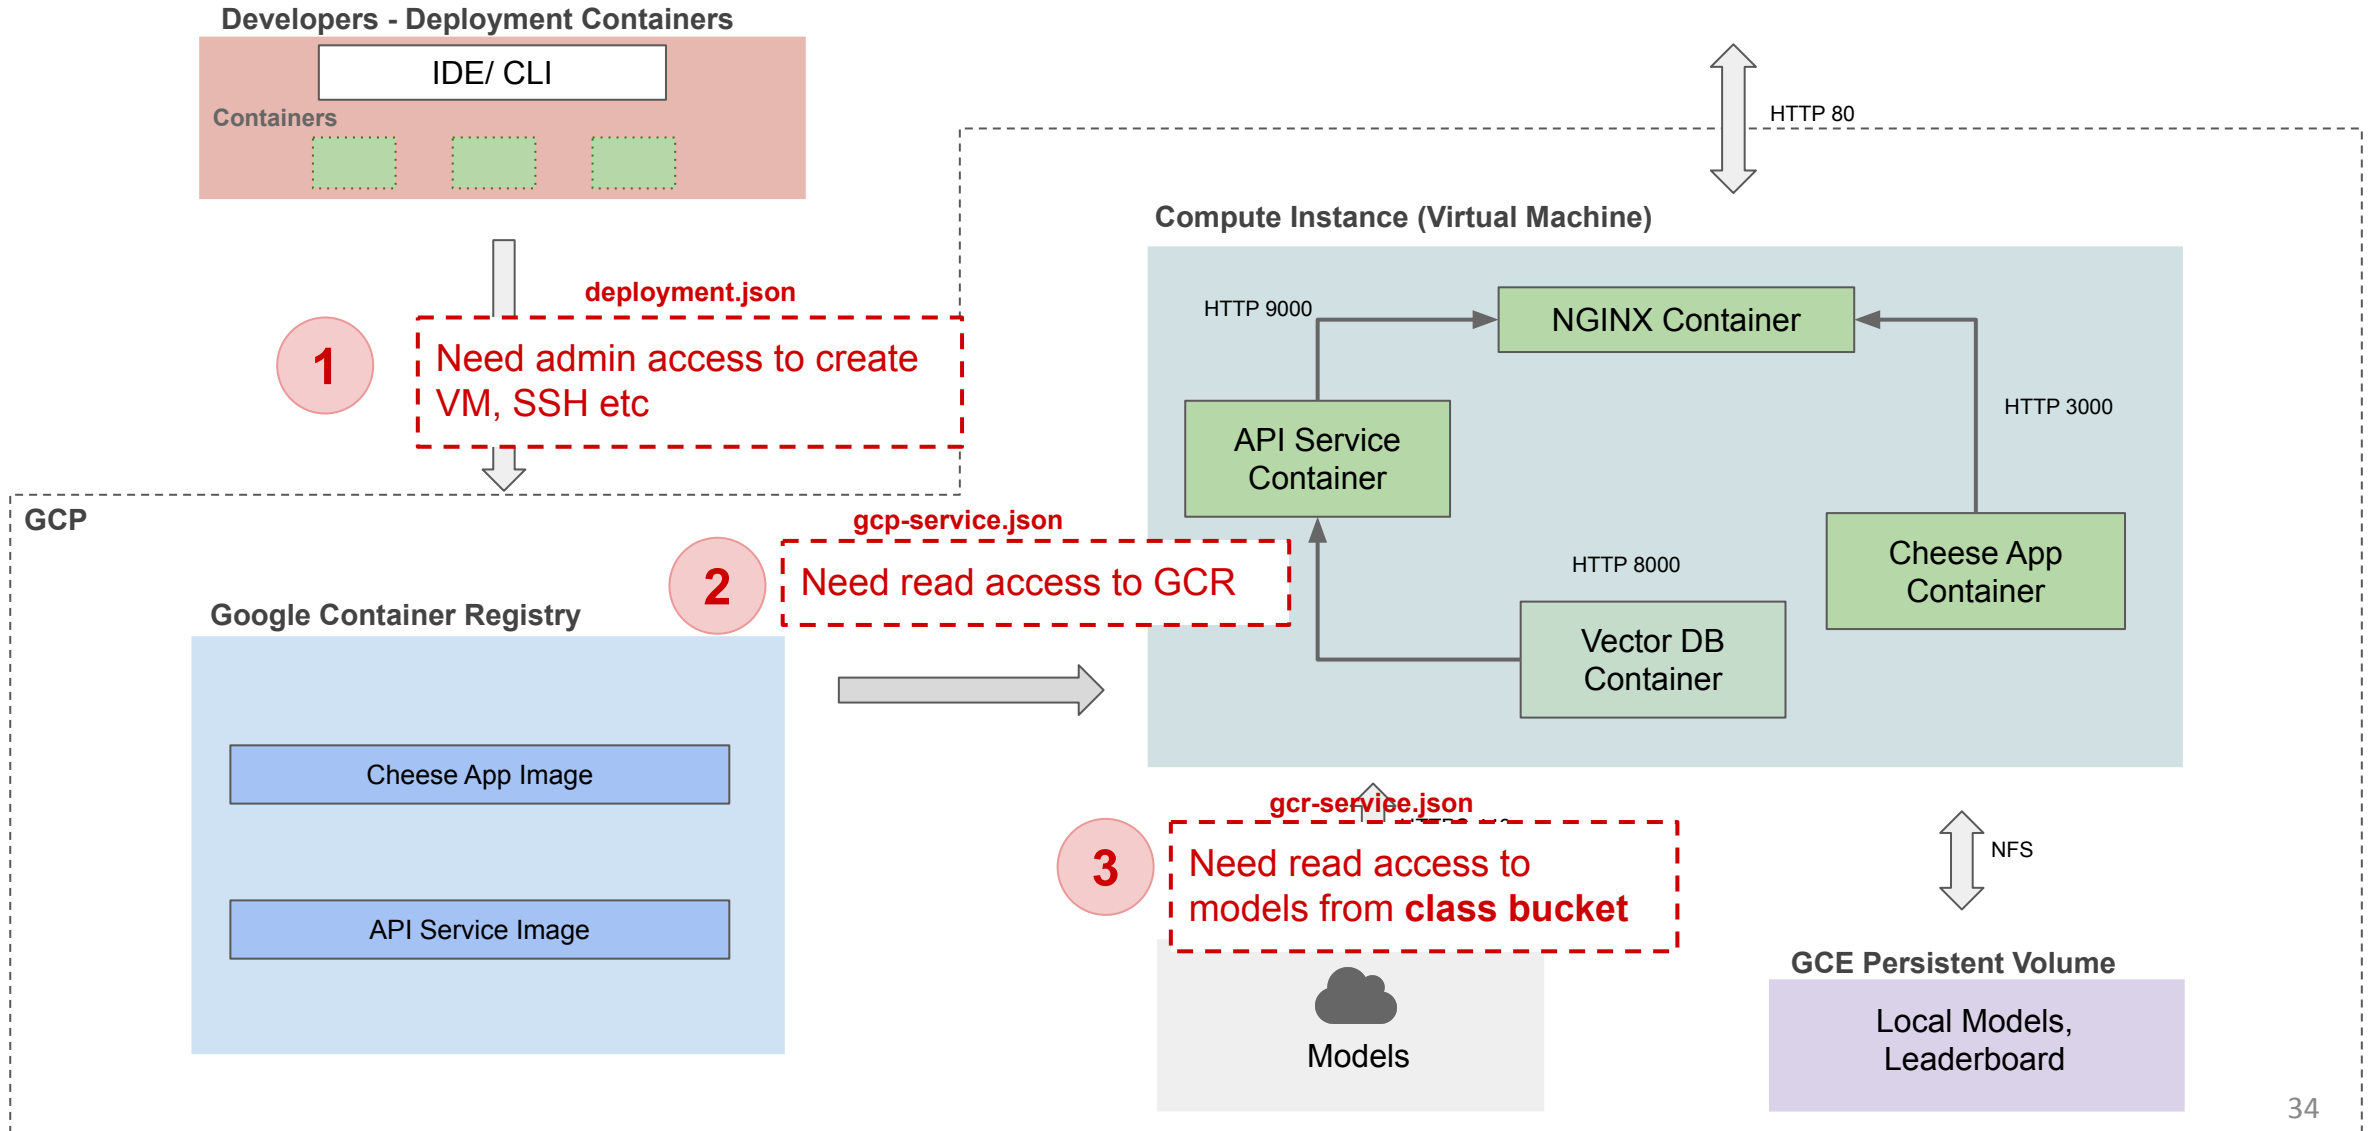 Developers - Deployment Containers
IDE/ CLI
Containers
HTTP 80
Compute Instance (Virtual Machine)
deployment.json
1
Need admin access to create
VM, SSH etc
HTTP 9000
NGINX Container
HTTP 3000
API Service
Container
GCP
gcp-service.json
2
Need read access to GCR
HTTP 8000
Cheese App
Container
Vector DB
Container
Google Container Registry
Cheese App Image
API Service Image
gcr-service.json
3
Need read access to
models from class bucket
Models
NFS
GCE Persistent Volume
Local Models,
Leaderboard
34